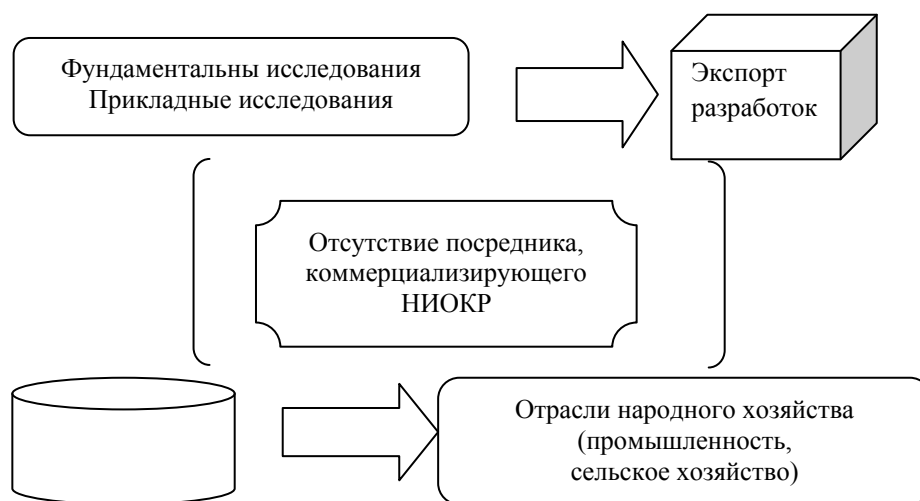 Фундаментальны исследования
Прикладные исследования
Экспорт
разработок
Отсутствие посредника,
коммерциализирующего
НИОКР
Отрасли народного хозяйства
(промышленность,
сельское хозяйство)